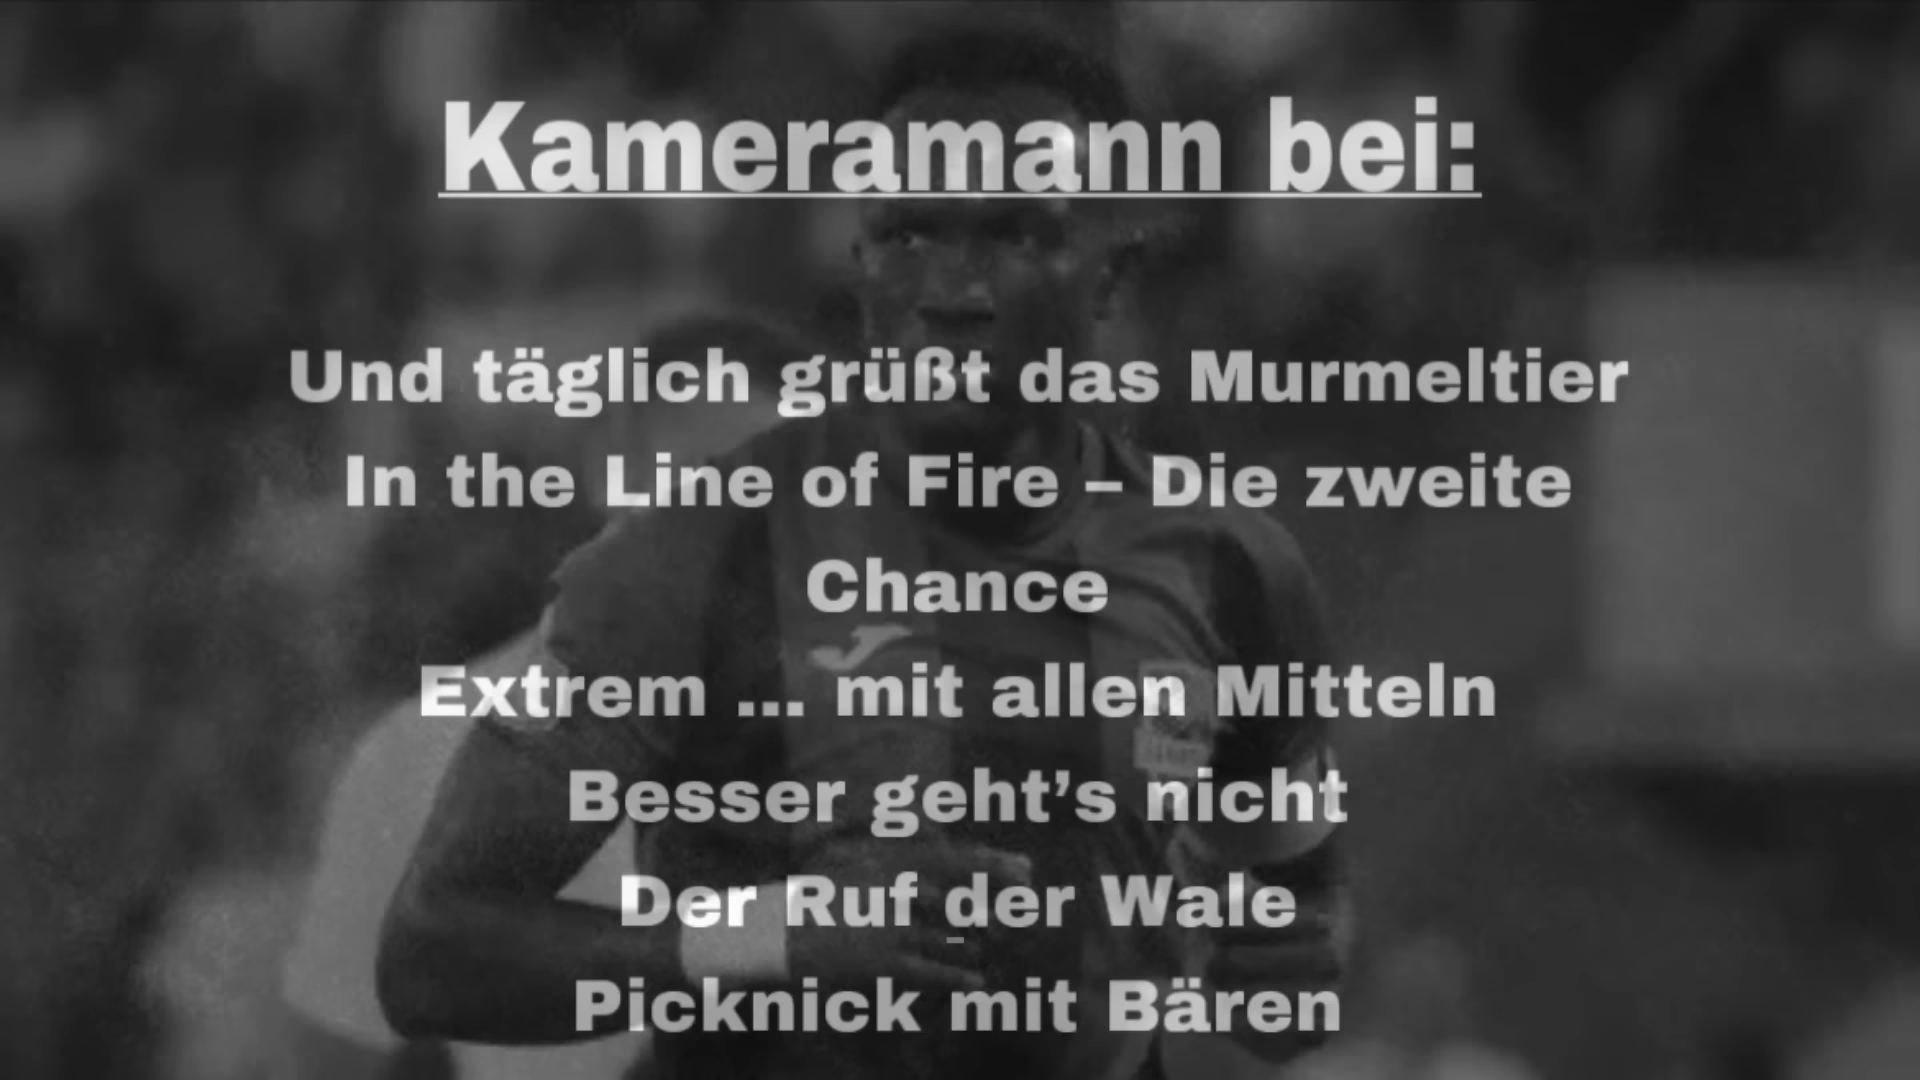 Kameramann bei:
Und täglich grüßt das Murmeltier
In the Line of Fire – Die zweite
Chance
Extrem ... mit allen Mitteln
Besser geht’s nicht
Der Ruf der Wale
Picknick mit Bären